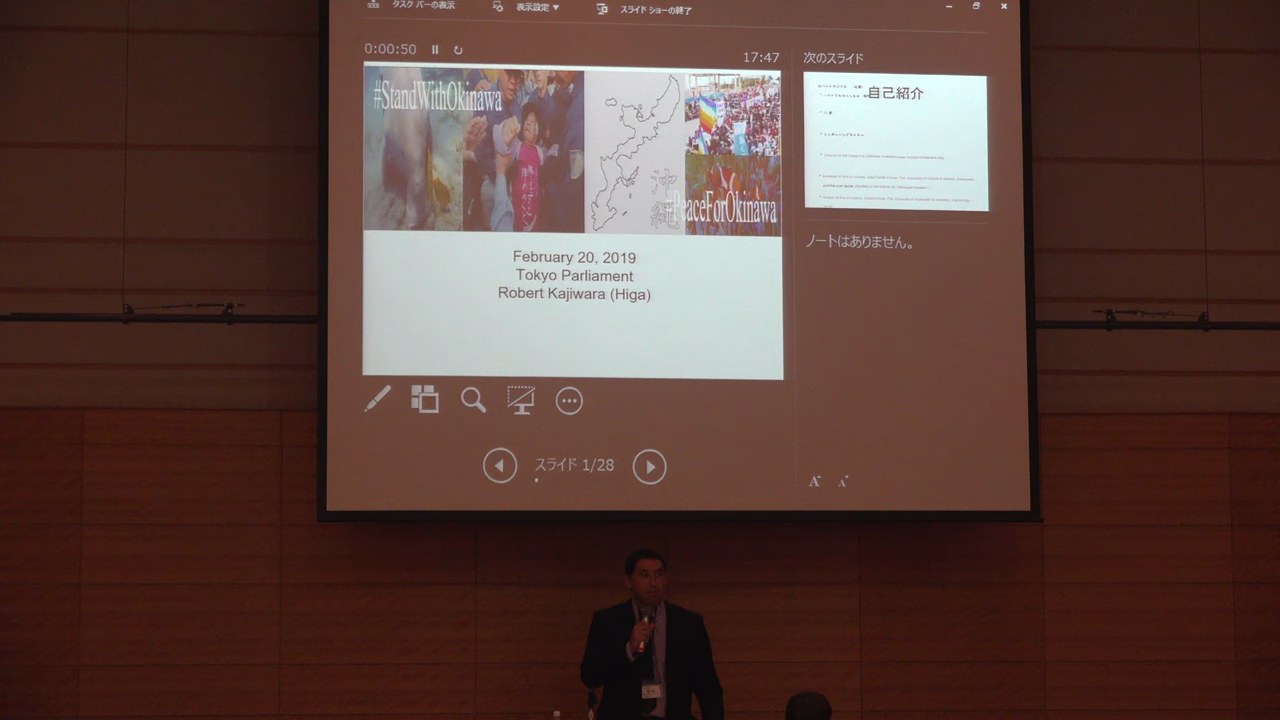 タスク バーの表示
表示設定 ▼
スライド ショーの終了
0:00:50
17:47
次のスライド
#StandWithOkinawa
沖縄
#PeaceForOkinawa
自己紹介
February 20, 2019
Tokyo Parliament
Robert Kajiwara (Higa)
ノートはありません。
スライド 1/28
A A